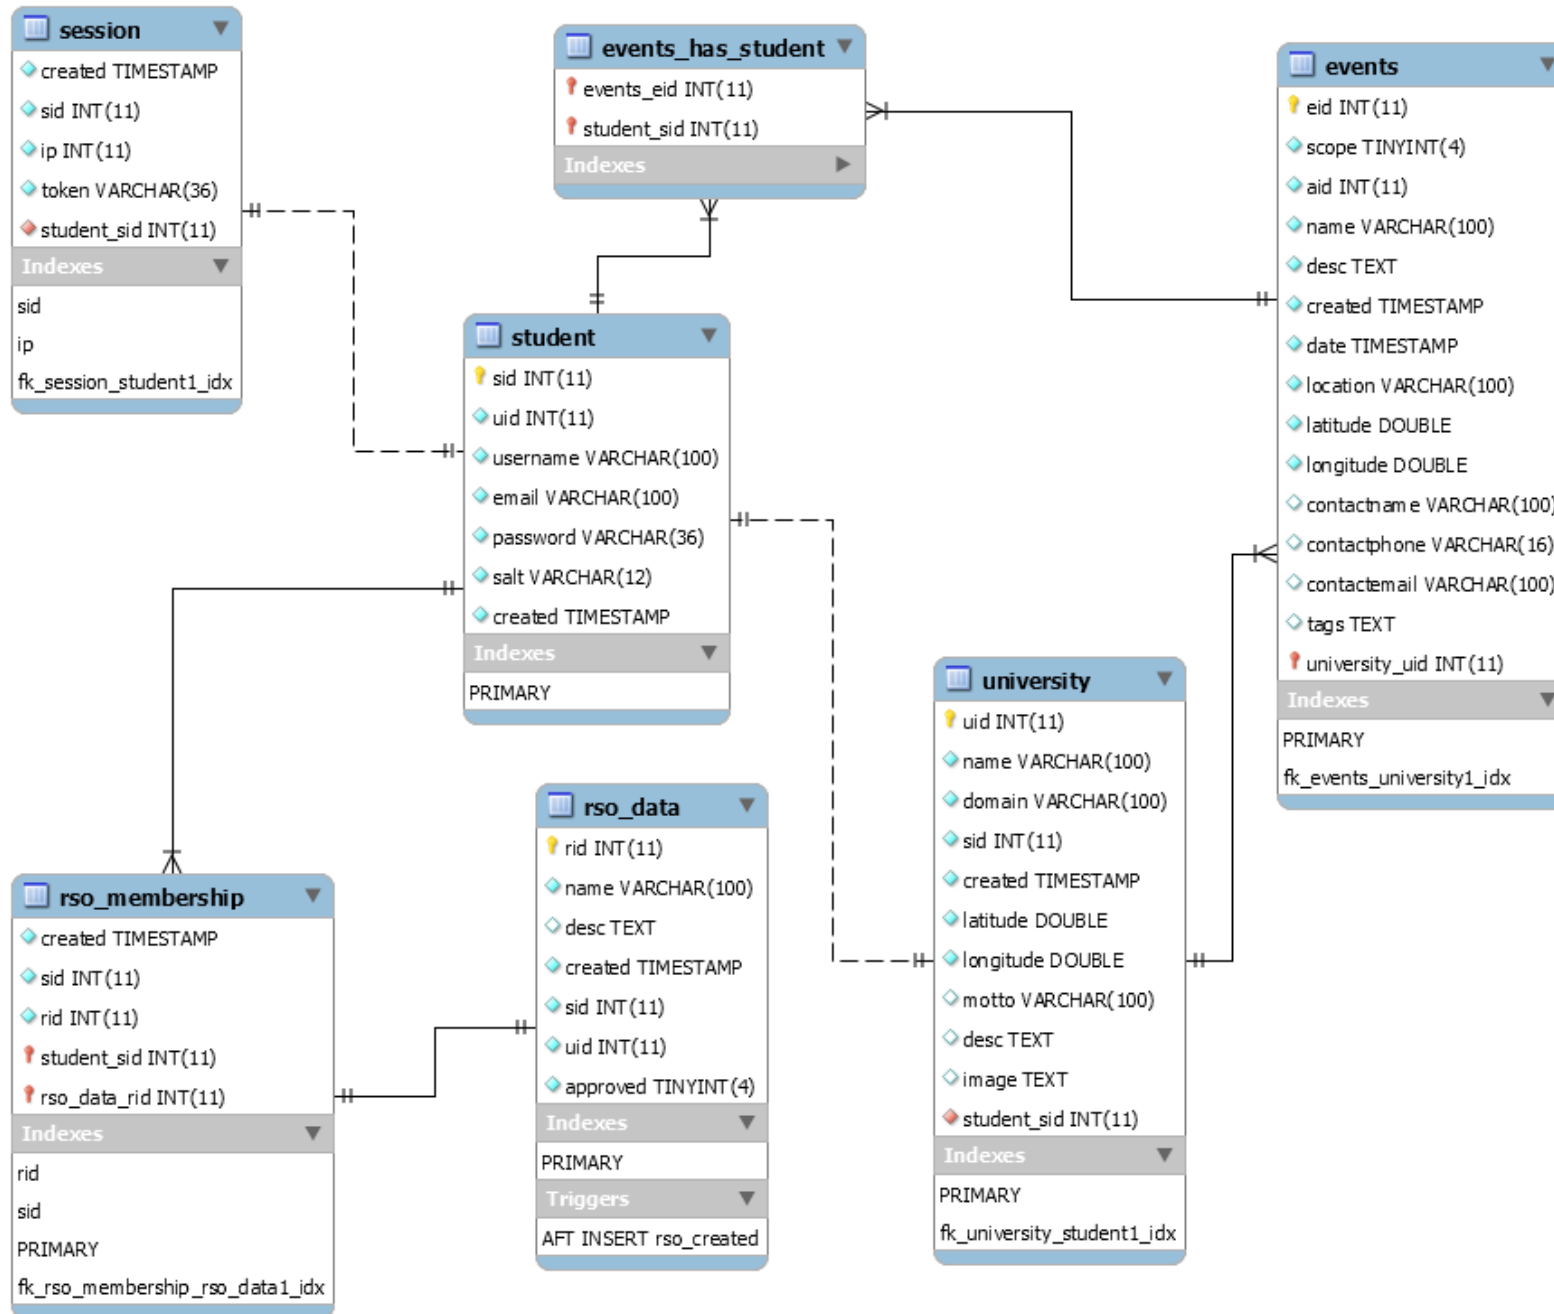 session
created TIMESTAMP
sid INT(11)
ip INT(11)
token VARCHAR(36)
student_sid INT(11)
Indexes
sid
ip
fk_session_student1_idx
events_has_student
events_eid INT(11)
student_sid INT(11)
Indexes
events
eid INT(11)
scope TINYINT(4)
aid INT(11)
name VARCHAR(100)
desc TEXT
created TIMESTAMP
date TIMESTAMP
location VARCHAR(100)
latitude DOUBLE
longitude DOUBLE
contactname VARCHAR(100)
contactphone VARCHAR(16)
contactemail VARCHAR(100)
tags TEXT
university_uid INT(11)
Indexes
PRIMARY
fk_events_university1_idx
student
sid INT(11)
uid INT(11)
username VARCHAR(100)
email VARCHAR(100)
password VARCHAR(36)
salt VARCHAR(12)
created TIMESTAMP
Indexes
PRIMARY
university
uid INT(11)
name VARCHAR(100)
domain VARCHAR(100)
sid INT(11)
created TIMESTAMP
latitude DOUBLE
longitude DOUBLE
motto VARCHAR(100)
desc TEXT
image TEXT
student_sid INT(11)
Indexes
PRIMARY
fk_university_student1_idx
rso_data
rid INT(11)
name VARCHAR(100)
desc TEXT
created TIMESTAMP
sid INT(11)
uid INT(11)
approved TINYINT(4)
Indexes
PRIMARY
Triggers
AFT INSERT rso_created
rso_membership
created TIMESTAMP
sid INT(11)
rid INT(11)
student_sid INT(11)
rso_data_rid INT(11)
Indexes
rid
sid
PRIMARY
fk_rso_membership_rso_data1_idx